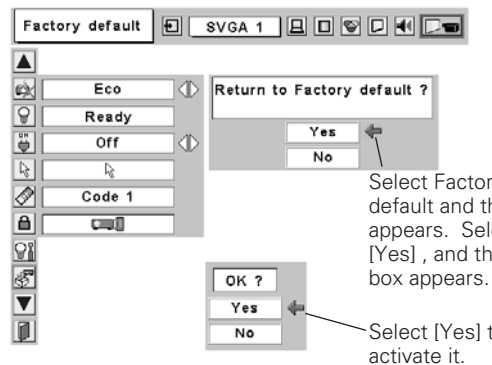 Factory default
SVGA 1
Eco
Ready
Off
ON
Code 1
Return to Factory default ?
Yes
No
Select Factor
default and th
appears. Sele
[Yes] , and th
box appears.
OK ?
Yes
No
Select [Yes] t
activate it.